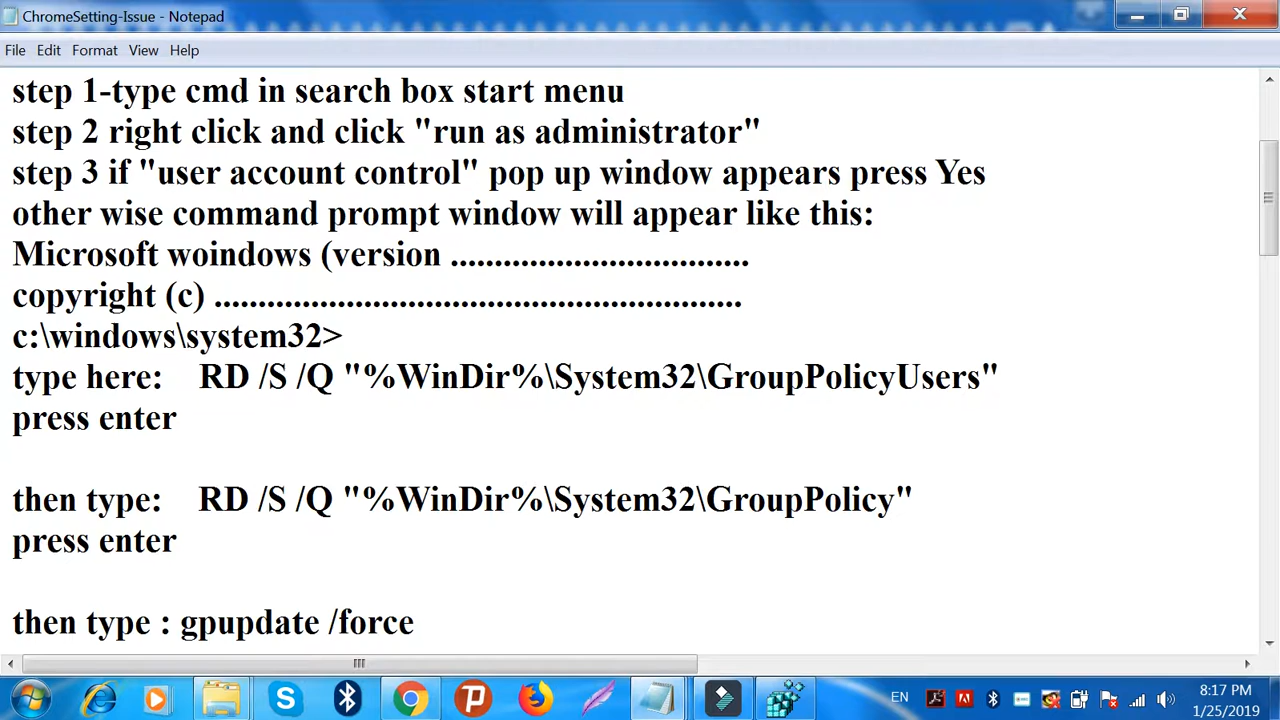 ChromeSetting-Issue - Notepad
File Edit Format View Help
step 1-type cmd in search box start menu
step 2 right click and click "run as administrator"
step 3 if "user account control" pop up window appears press Yes
other wise command prompt window will appear like this:
Microsoft woindows (version ..................................
copyright (c) ............................................................
c:\windows\system32>
type here:    RD /S /Q "%WinDir%\System32\GroupPolicyUsers"
press enter
then type:    RD /S /Q "%WinDir%\System32\GroupPolicy"
press enter
then type : gpupdate /force
EN
8:17 PM
1/25/2019